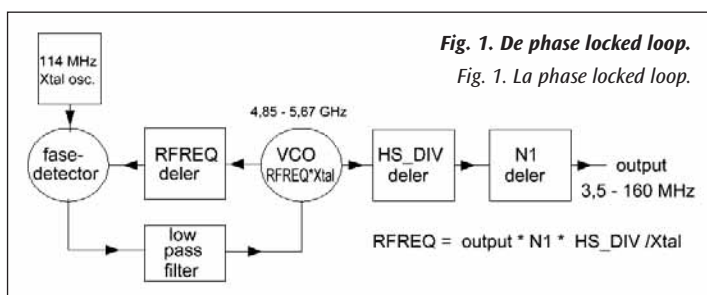 Fig. 1. De phase locked loop.
Fig. 1. La phase locked loop.
114 MHz
Xtal osc.
4,85 - 5,67 GHz
fase-
detector
RFREQ
deler
VCO
RFREQ*Xtal
HS_DIV
deler
N1
deler
output
3,5 - 160 MHz
low
pass
filter
RFREQ = output * N1 * HS_DIV /Xtal